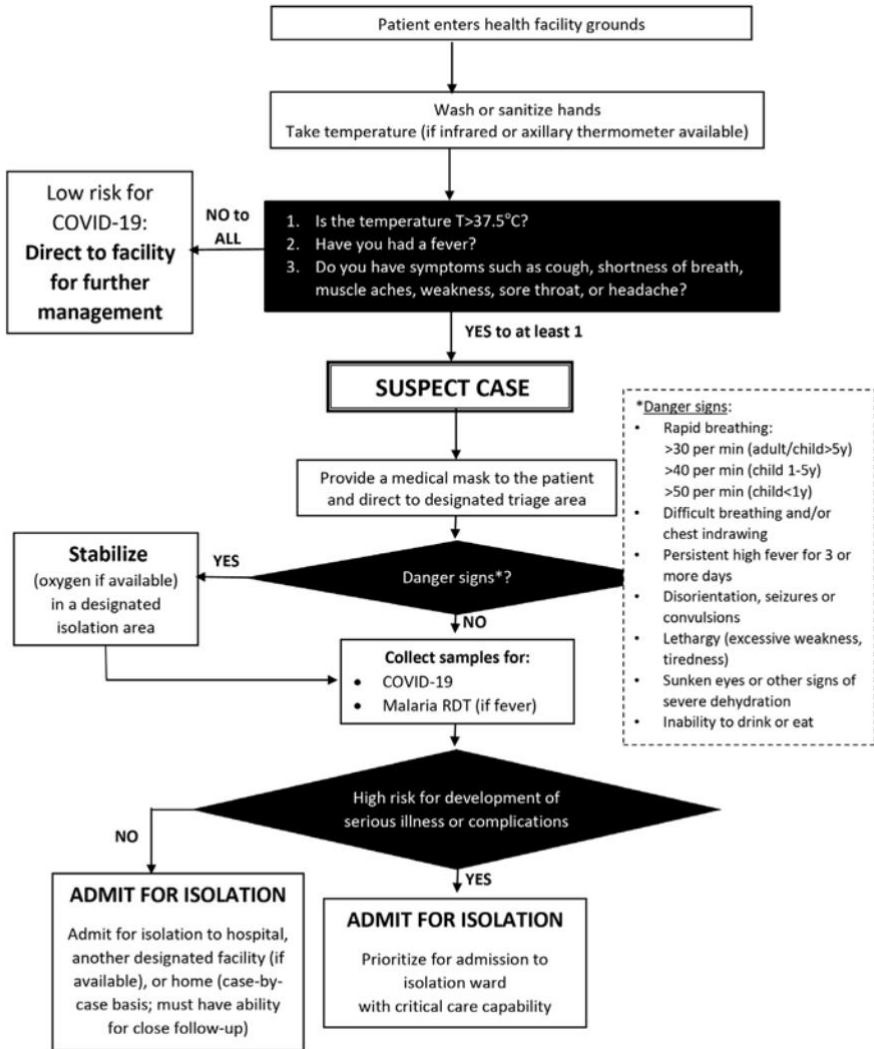 Patient enters health facility grounds
Wash or sanitize hands
Take temperature (if infrared or axillary thermometer available)
Low risk for
COVID-19:
Direct to facility
for further
management
NO to
ALL
1. Is the temperature T>37.5°C?
2. Have you had a fever?
3. Do you have symptoms such as cough, shortness of breath,
muscle aches, weakness, sore throat, or headache?
YES to at least 1
SUSPECT CASE
Provide a medical mask to the patient
and direct to designated triage area
*Danger signs:
• Rapid breathing:
>30 per min (adult/child>5y)
>40 per min (child 1-5y)
>50 per min (child<1y)
• Difficult breathing and/or
chest indrawing
• Persistent high fever for 3 or
more days
• Disorientation, seizures or
convulsions
• Lethargy (excessive weakness,
tiredness)
• Sunken eyes or other signs of
severe dehydration
• Inability to drink or eat
Danger signs*?
YES
Stabilize
(oxygen if available)
in a designated
isolation area
NO
Collect samples for:
• COVID-19
• Malaria RDT (if fever)
High risk for development of
serious illness or complications
NO
YES
ADMIT FOR ISOLATION
Admit for isolation to hospital,
another designated facility (if
available), or home (case-by-
case basis; must have ability
for close follow-up)
ADMIT FOR ISOLATION
Prioritize for admission to
isolation ward
with critical care capability